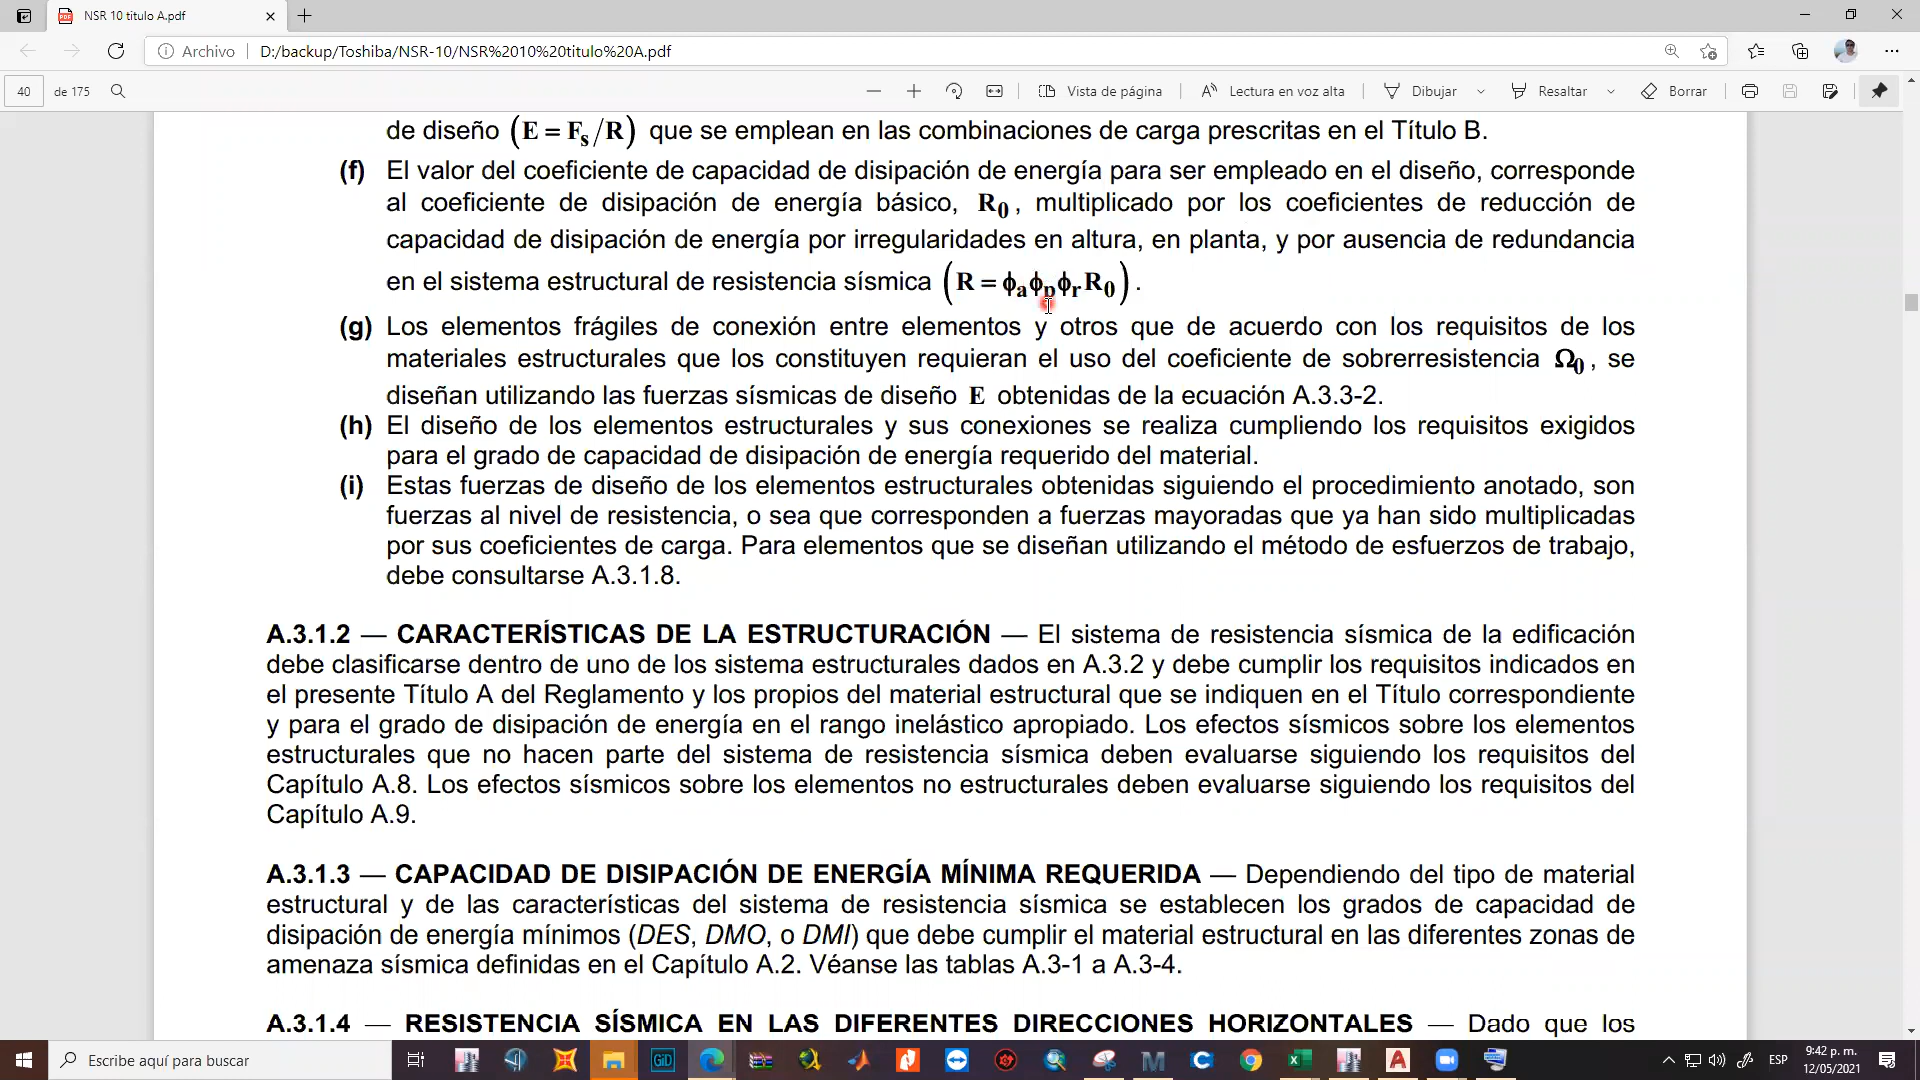 NSR 10 titulo A.pdf
Archivo D:/backup/Toshiba/NSR-10/NSR%2010%20titulo%20A.pdf
40 de 175 Vista de página Lectura en voz alta Dibujar Resaltar Borrar
de diseño (E = Fs/R) que se emplean en las combinaciones de carga prescritas en el Título B.
(f) El valor del coeficiente de capacidad de disipación de energía para ser empleado en el diseño, corresponde
al coeficiente de disipación de energía básico, R0, multiplicado por los coeficientes de reducción de
capacidad de disipación de energía por irregularidades en altura, en planta, y por ausencia de redundancia
en el sistema estructural de resistencia sísmica (R = ϕaϕpϕrR0).
(g) Los elementos frágiles de conexión entre elementos y otros que de acuerdo con los requisitos de los
materiales estructurales que los constituyen requieran el uso del coeficiente de sobrerresistencia Ω0, se
diseñan utilizando las fuerzas sísmicas de diseño E obtenidas de la ecuación A.3.3-2.
(h) El diseño de los elementos estructurales y sus conexiones se realiza cumpliendo los requisitos exigidos
para el grado de capacidad de disipación de energía requerido del material.
(i) Estas fuerzas de diseño de los elementos estructurales obtenidas siguiendo el procedimiento anotado, son
fuerzas al nivel de resistencia, o sea que corresponden a fuerzas mayoradas que ya han sido multiplicadas
por sus coeficientes de carga. Para elementos que se diseñan utilizando el método de esfuerzos de trabajo,
debe consultarse A.3.1.8.
A.3.1.2 — CARACTERÍSTICAS DE LA ESTRUCTURACIÓN — El sistema de resistencia sísmica de la edificación
debe clasificarse dentro de uno de los sistema estructurales dados en A.3.2 y debe cumplir los requisitos indicados en
el presente Título A del Reglamento y los propios del material estructural que se indiquen en el Título correspondiente
y para el grado de disipación de energía en el rango inelástico apropiado. Los efectos sísmicos sobre los elementos
estructurales que no hacen parte del sistema de resistencia sísmica deben evaluarse siguiendo los requisitos del
Capítulo A.8. Los efectos sísmicos sobre los elementos no estructurales deben evaluarse siguiendo los requisitos del
Capítulo A.9.
A.3.1.3 — CAPACIDAD DE DISIPACIÓN DE ENERGÍA MÍNIMA REQUERIDA — Dependiendo del tipo de material
estructural y de las características del sistema de resistencia sísmica se establecen los grados de capacidad de
disipación de energía mínimos (DES, DMO, o DMI) que debe cumplir el material estructural en las diferentes zonas de
amenaza sísmica definidas en el Capítulo A.2. Véanse las tablas A.3-1 a A.3-4.
A.3.1.4 — RESISTENCIA SÍSMICA EN LAS DIFERENTES DIRECCIONES HORIZONTALES — Dado que los
Escribe aquí para buscar
GiD
ESP
9:42 p. m.
12/05/2021